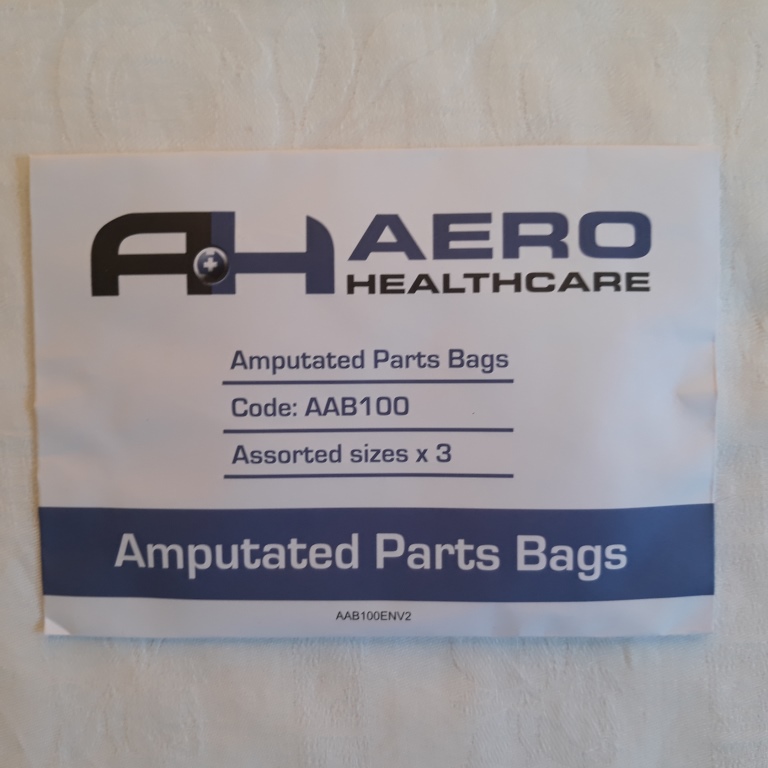 AH AERO
HEALTHCARE
Amputated Parts Bags
Code: AAB100
Assorted sizes x 3
Amputated Parts Bags
AAB100ENV2